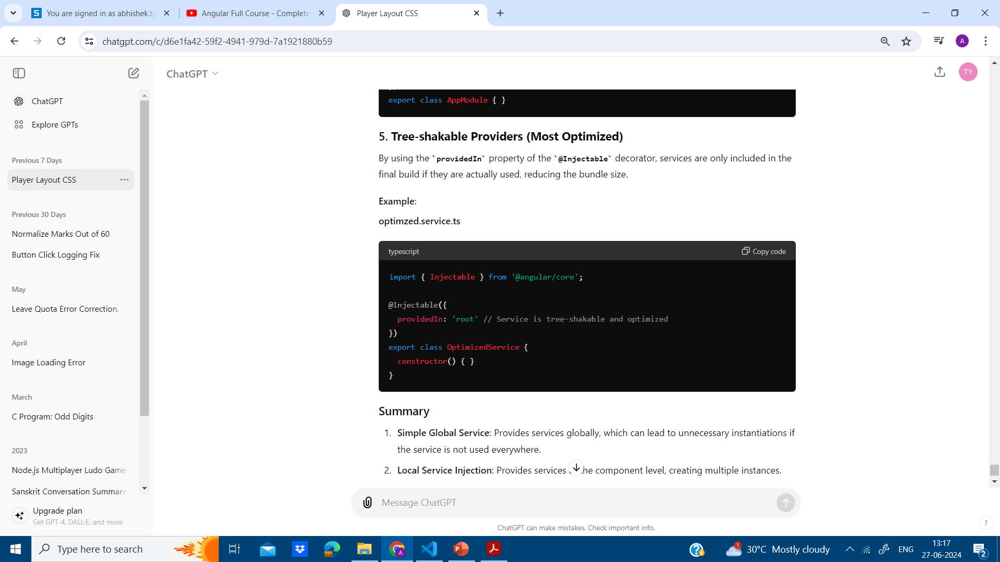 You are signed in as abhishek.ty
Angular Full Course - Complete
Player Layout CSS
chatgpt.com/c/d6e1fa42-59f2-4941-979d-7a1921880b59
A
ChatGPT
Explore GPTs
Previous 7 Days
Player Layout CSS
Previous 30 Days
Normalize Marks Out of 60
Button Click Logging Fix
May
Leave Quota Error Correction.
April
Image Loading Error
March
C Program: Odd Digits
2023
Node.js Multiplayer Ludo Game
Sanskrit Conversation Summary
Upgrade plan
Get GPT-4, DALL·E, and more
ChatGPT
TY
export class AppModule { }
5. Tree-shakable Providers (Most Optimized)
By using the `providedIn` property of the `@Injectable` decorator, services are only included in the
final build if they are actually used, reducing the bundle size.
Example:
optimzed.service.ts
typescript
Copy code
import { Injectable } from '@angular/core';
@Injectable({
providedIn: 'root' // Service is tree-shakable and optimized
})
export class OptimizedService {
constructor() { }
}
Summary
1. Simple Global Service: Provides services globally, which can lead to unnecessary instantiations if
the service is not used everywhere.
2. Local Service Injection: Provides services the component level, creating multiple instances.
Message ChatGPT
ChatGPT can make mistakes. Check important info.
?
Type here to search
1
30°C Mostly cloudy
ENG
13:17
27-06-2024
2